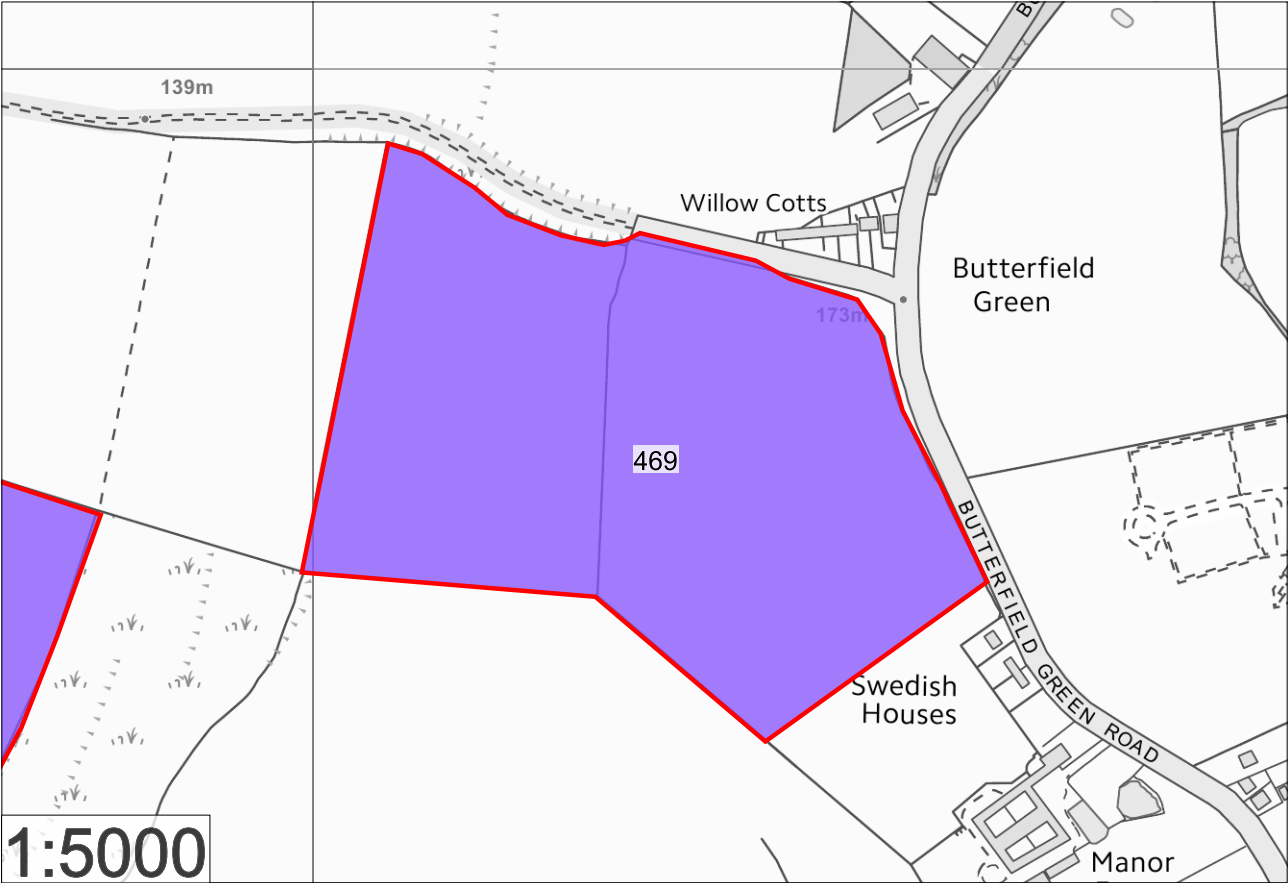 139m
Willow Cotts
Butterfield
Green
173m
469
BUTTERFIELD GREEN ROAD
Swedish
Houses
1:5000
Manor